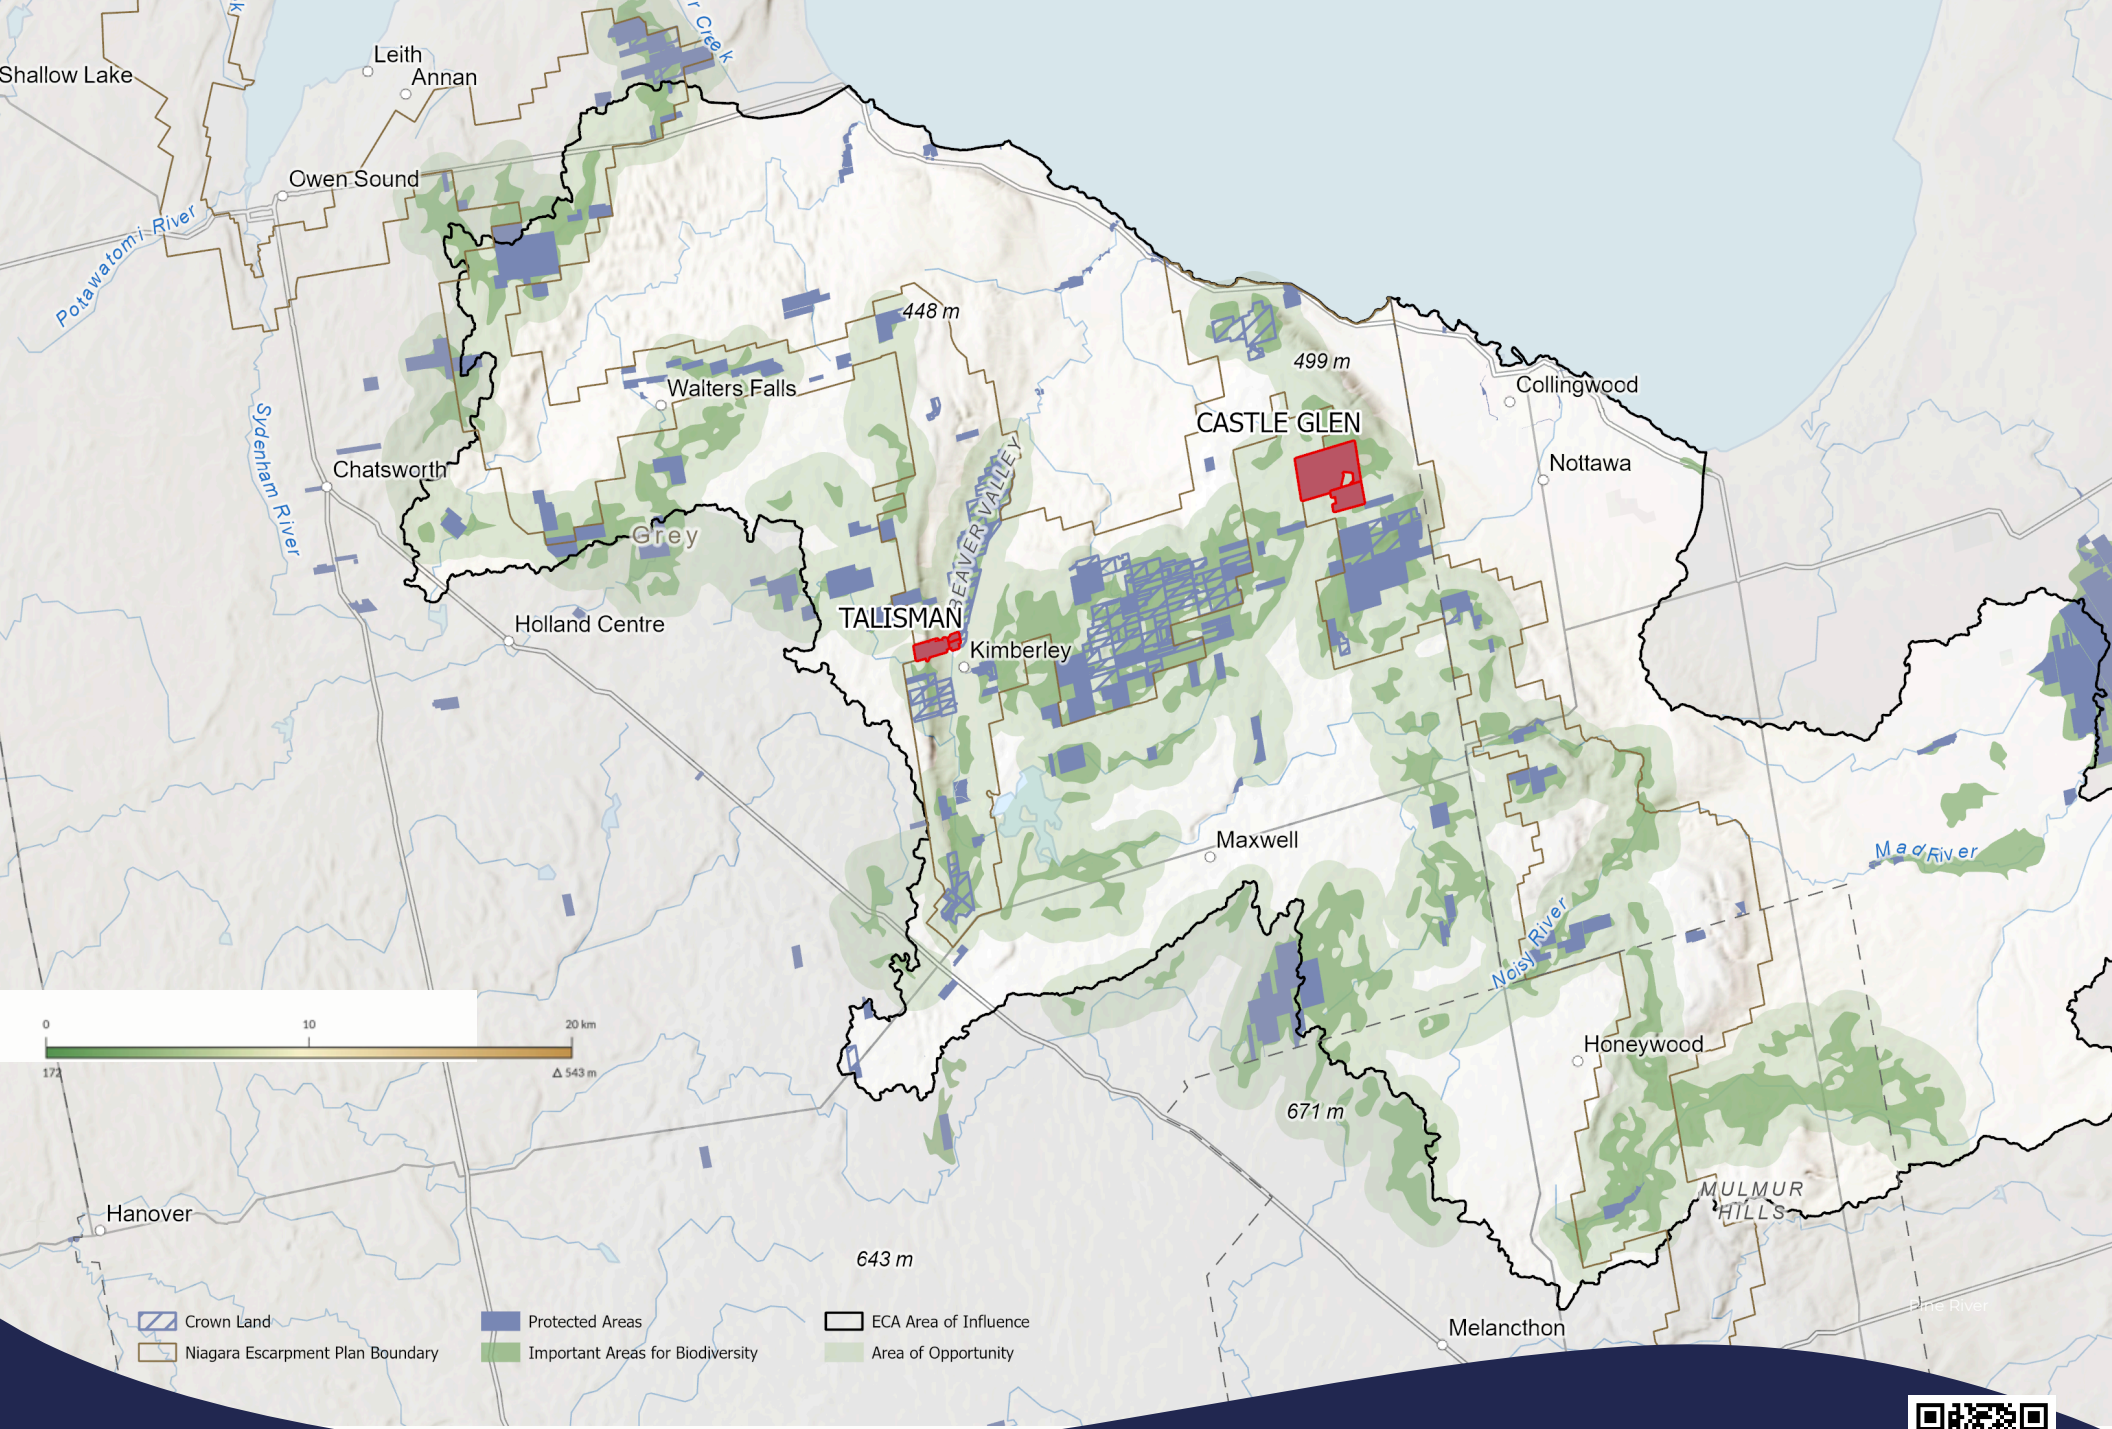 r Creek
k
Leith
Shallow Lake
Annan
Owen Sound
Potawatomi River
448 m
499 m
Walters Falls
Collingwood
CASTLE GLEN
Sydenham River
Chatsworth
Nottawa
BEAVER VALLEY
Grey
TALISMAN
Holland Centre
Kimberley
Maxwell
Mad River
Noisy River
0 10 20 km
172 Δ 543 m
Honeywood
671 m
MULMUR
HILLS
Hanover
643 m
Pine River
Melancthon
Crown Land
Protected Areas
ECA Area of Influence
Niagara Escarpment Plan Boundary
Important Areas for Biodiversity
Area of Opportunity